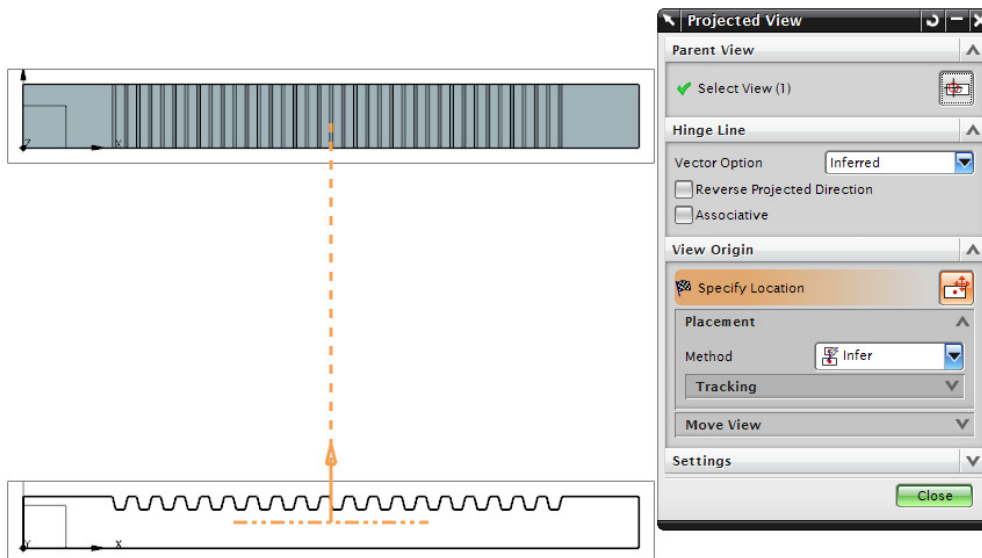 Projected View
Parent View
Select View (1)
Hinge Line
Vector Option Inferred
Reverse Projected Direction
Associative
View Origin
Specify Location
Placement
Method Infer
Tracking
Move View
Settings
Close
Z X
Y X